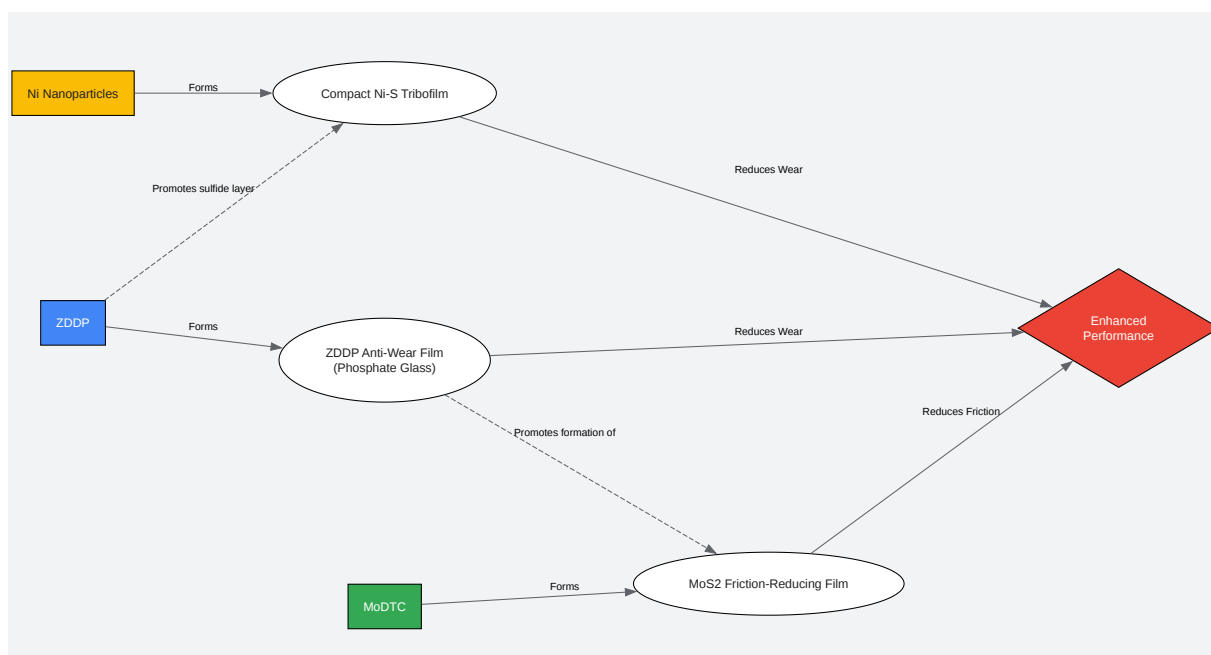 Ni Nanoparticles
Forms
Compact Ni-S Tribofilm
Reduces Wear
Promotes sulfide layer
ZDDP
Forms
ZDDP Anti-Wear Film
(Phosphate Glass)
Reduces Wear
Enhanced
Performance
Reduces Friction
Promotes formation of
MoDTC
Forms
MoS2 Friction-Reducing Film